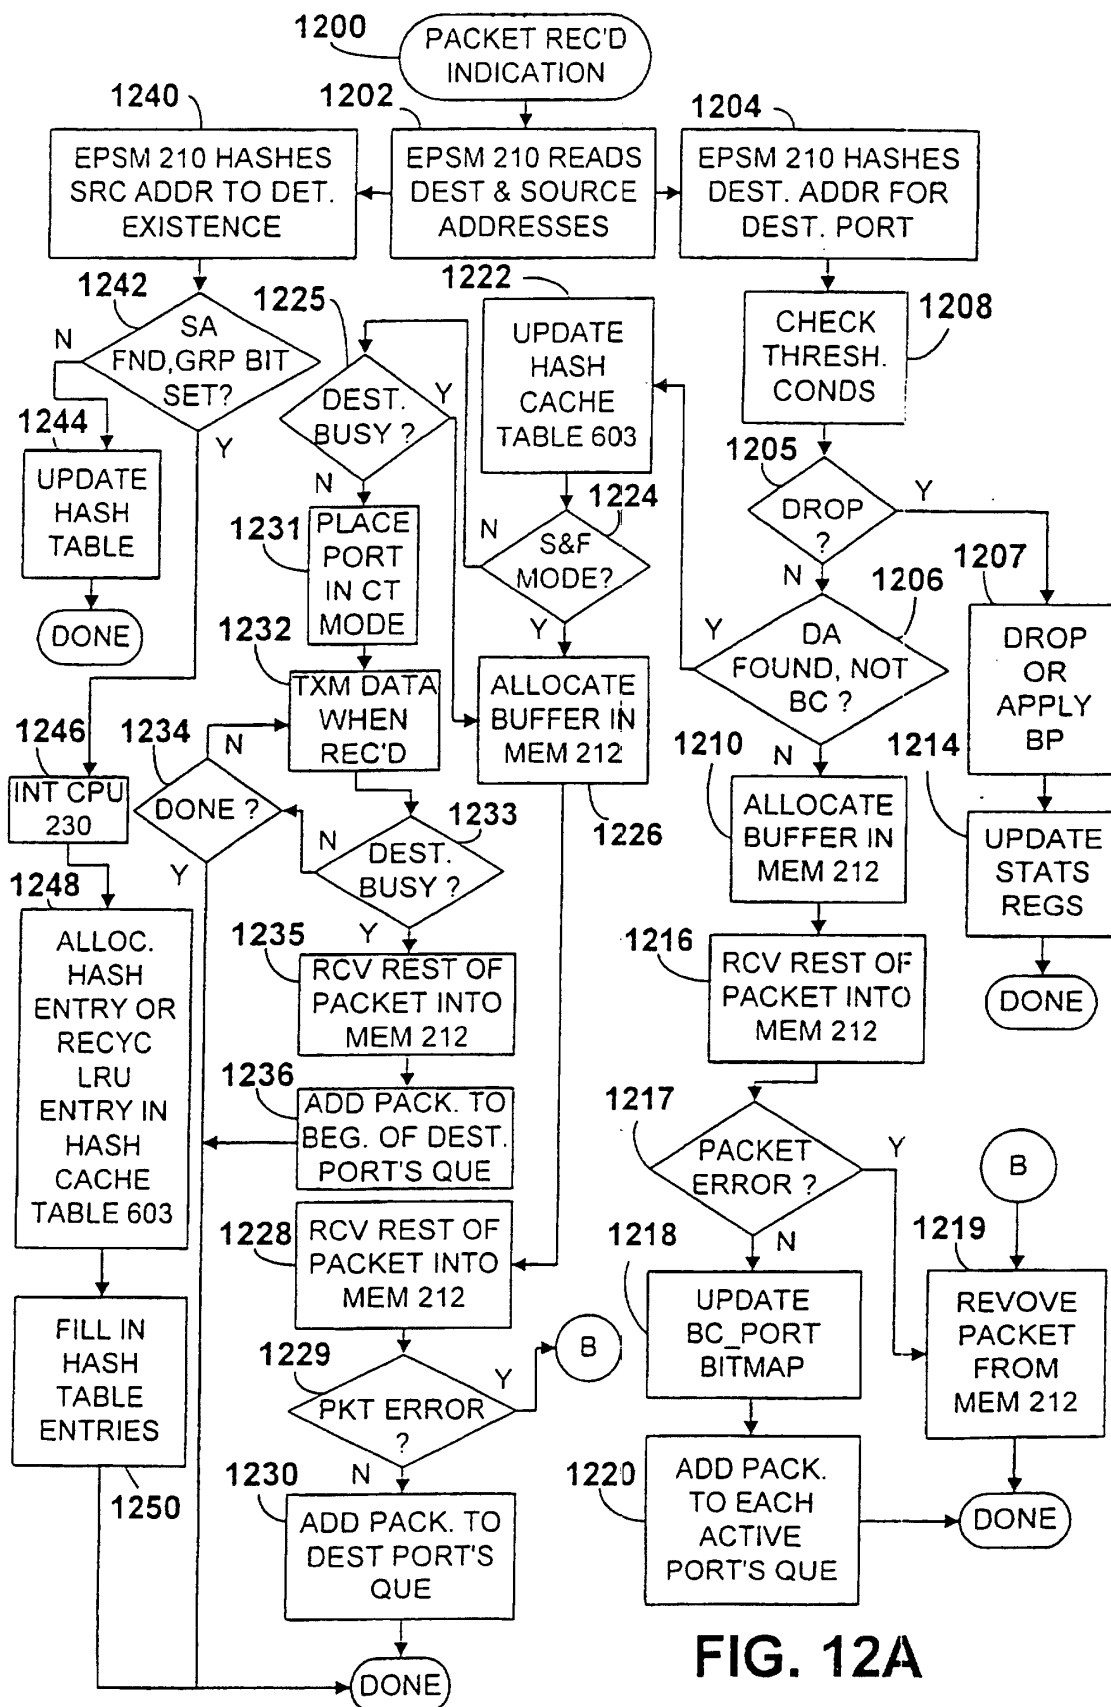 1200
PACKET REC'D
INDICATION
1240
1202
1204
EPSM 210 HASHES
SRC ADDR TO DET.
EXISTENCE
EPSM 210 READS
DEST & SOURCE
ADDRESSES
EPSM 210 HASHES
DEST. ADDR FOR
DEST. PORT
1242
N
SA
FND,GRP BIT
SET?
Y
1244
UPDATE
HASH
TABLE
DONE
1225
DEST.
BUSY ?
Y
N
1222
UPDATE
HASH
CACHE
TABLE 603
1208
CHECK
THRESH.
CONDS
1205
DROP
?
Y
N
1224
N
S&F
MODE?
Y
1231
PLACE
PORT
IN CT
MODE
1206
Y
DA
FOUND, NOT
BC ?
N
1207
DROP
OR
APPLY
BP
1232
TXM DATA
WHEN
REC'D
ALLOCATE
BUFFER IN
MEM 212
1226
1246
INT CPU
230
1234
N
DONE ?
Y
1233
N
DEST.
BUSY ?
Y
1210
ALLOCATE
BUFFER IN
MEM 212
1214
UPDATE
STATS
REGS
DONE
1248
ALLOC.
HASH
ENTRY OR
RECYC
LRU
ENTRY IN
HASH
CACHE
TABLE 603
1235
RCV REST OF
PACKET INTO
MEM 212
1216
RCV REST OF
PACKET INTO
MEM 212
1236
ADD PACK. TO
BEG. OF DEST.
PORT'S QUE
1217
PACKET
ERROR ?
Y
N
B
1228
RCV REST OF
PACKET INTO
MEM 212
1218
UPDATE
BC_PORT
BITMAP
1219
REVOVE
PACKET
FROM
MEM 212
FILL IN
HASH
TABLE
ENTRIES
1250
1229
PKT ERROR
?
Y
N
B
1230
ADD PACK. TO
DEST PORT'S
QUE
1220
ADD PACK.
TO EACH
ACTIVE
PORT'S QUE
DONE
DONE
FIG. 12A